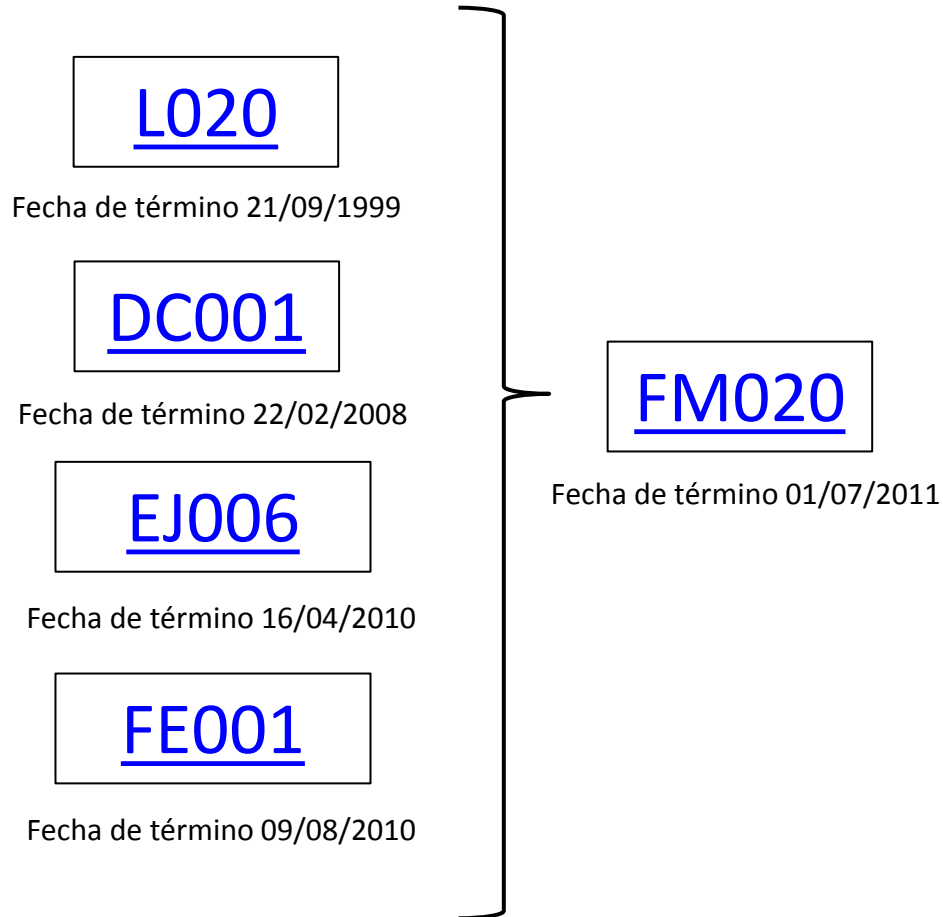 L020
Fecha de término 21/09/1999
DC001
Fecha de término 22/02/2008
EJ006
Fecha de término 16/04/2010
FE001
Fecha de término 09/08/2010
FM020
Fecha de término 01/07/2011